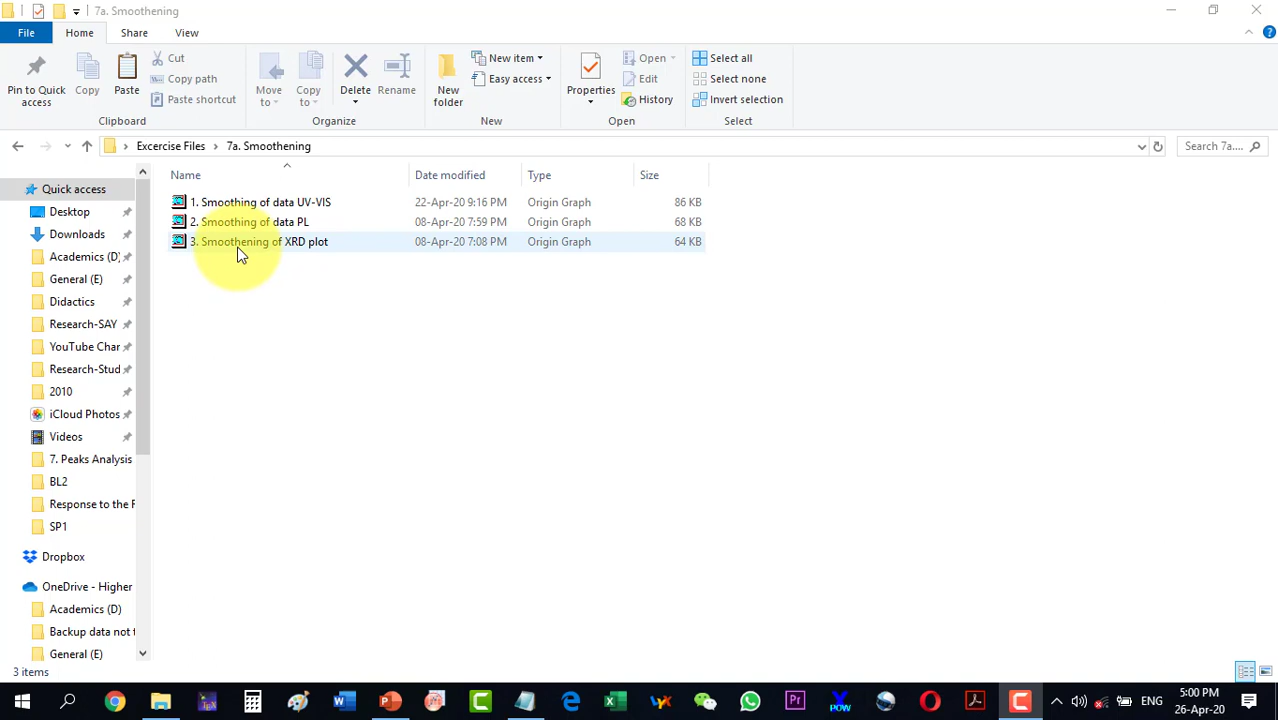 7a. Smoothening
File
Home
Share
View
Pin to Quick access
Copy
Paste
Cut
Copy path
Paste shortcut
Clipboard
Move to
Copy to
Delete
Rename
Organize
New folder
New item
Easy access
New
Properties
Open
Edit
History
Open
Select all
Select none
Invert selection
Select
Excercise Files > 7a. Smoothening
Search 7a....
Name Date modified Type Size
1. Smoothing of data UV-VIS 22-Apr-20 9:16 PM Origin Graph 86 KB
2. Smoothing of data PL 08-Apr-20 7:59 PM Origin Graph 68 KB
3. Smoothening of XRD plot 08-Apr-20 7:08 PM Origin Graph 64 KB
Quick access
Desktop
Downloads
Academics (D)
General (E)
Didactics
Research-SAY
YouTube Char
Research-Stud
2010
iCloud Photos
Videos
7. Peaks Analysis
BL2
Response to the F
SP1
Dropbox
OneDrive - Higher
Academics (D)
Backup data not t
General (E)
3 items
ENG
5:00 PM
26-Apr-20